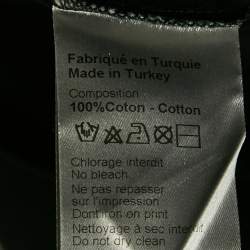 Fabriqué en Turquie
Made in Turkey
Composition
100%Coton - Cotton
Chlorage interdit
No bleach.
Ne pas repasser
sur l'impression
Dont iron on print
Nettoyage à sec interdit
Do not dry clean